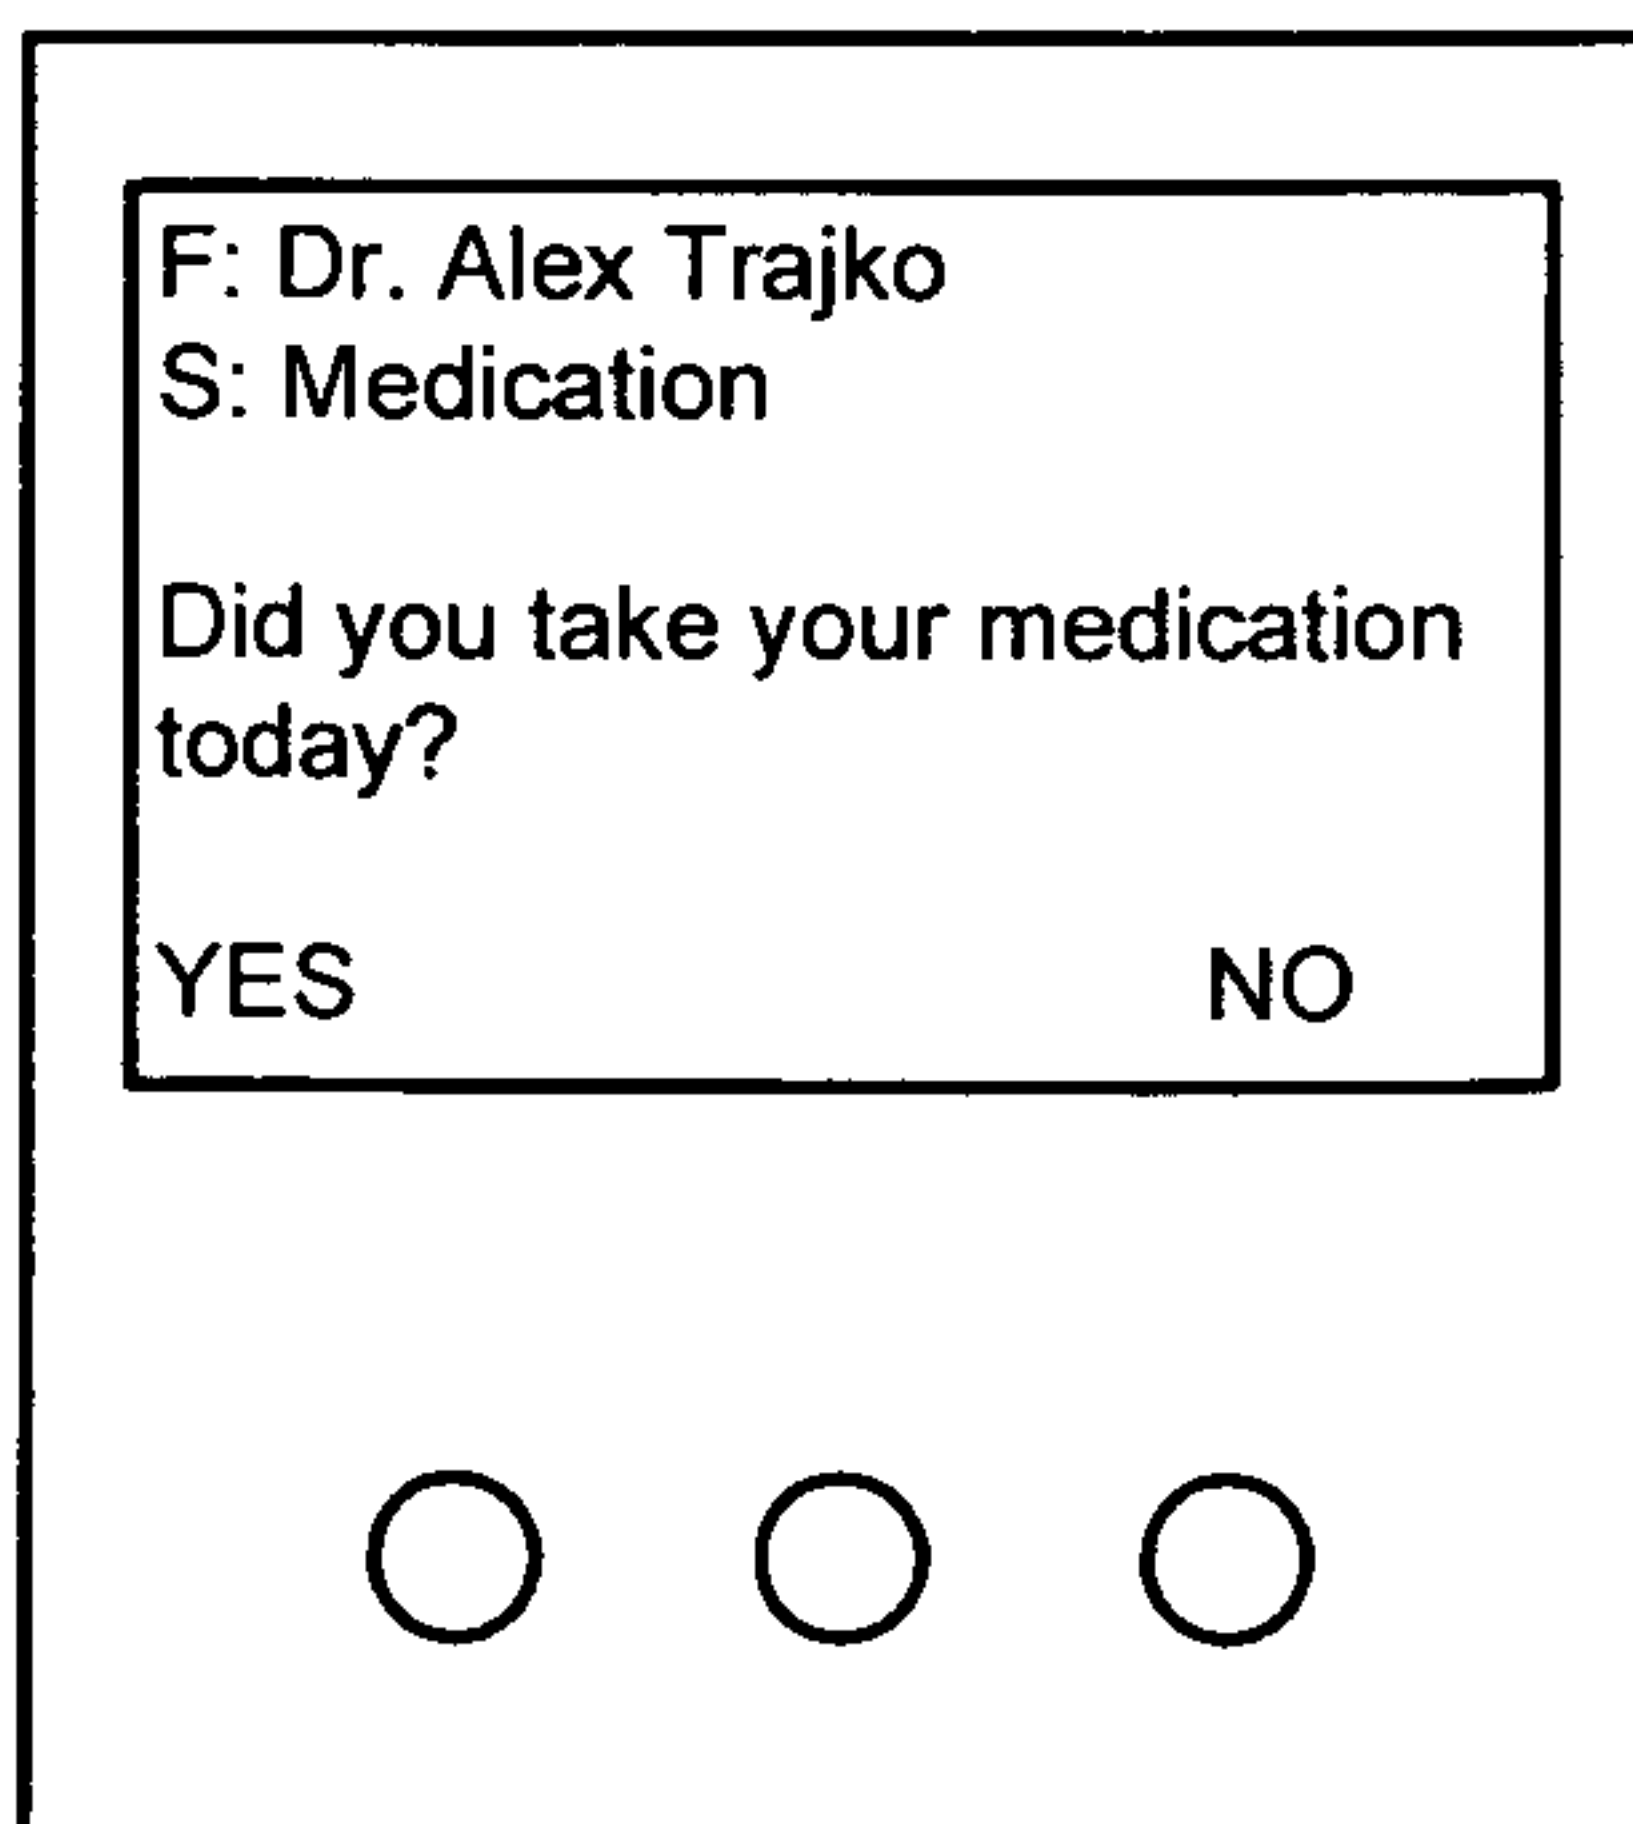 F: Dr. Alex Trajko
S: Medication
Did you take your medication
today?
YES NO